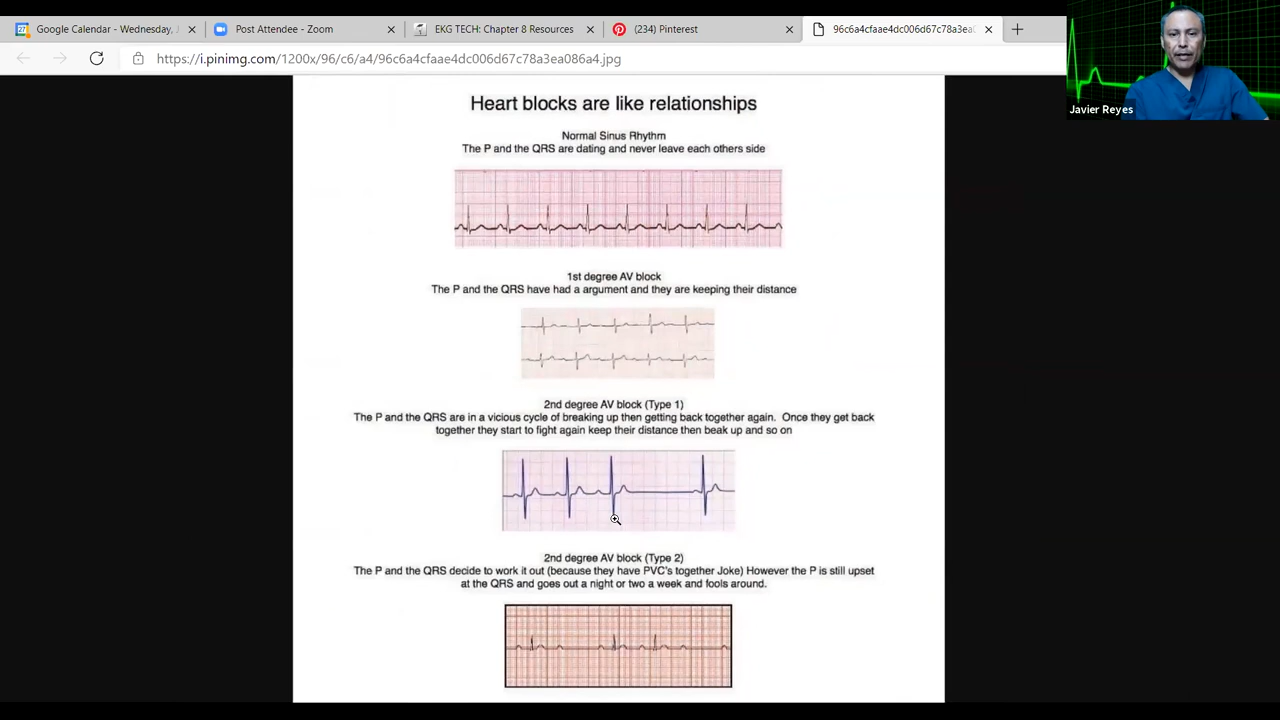 Google Calendar - Wednesday, J
Post Attendee - Zoom
EKG TECH: Chapter 8 Resources
(234) Pinterest
96c6a4cfaae4dc006d67c78a3ea0
https://i.pinimg.com/1200x/96/c6/a4/96c6a4cfaae4dc006d67c78a3ea086a4.jpg
Javier Reyes
Heart blocks are like relationships
Normal Sinus Rhythm
The P and the QRS are dating and never leave each others side
1st degree AV block
The P and the QRS have had a argument and they are keeping their distance
2nd degree AV block (Type 1)
The P and the QRS are in a vicious cycle of breaking up then getting back together again. Once they get back
together they start to fight again keep their distance then beak up and so on
2nd degree AV block (Type 2)
The P and the QRS decide to work it out (because they have PVC's together Joke) However the P is still upset
at the QRS and goes out a night or two a week and fools around.